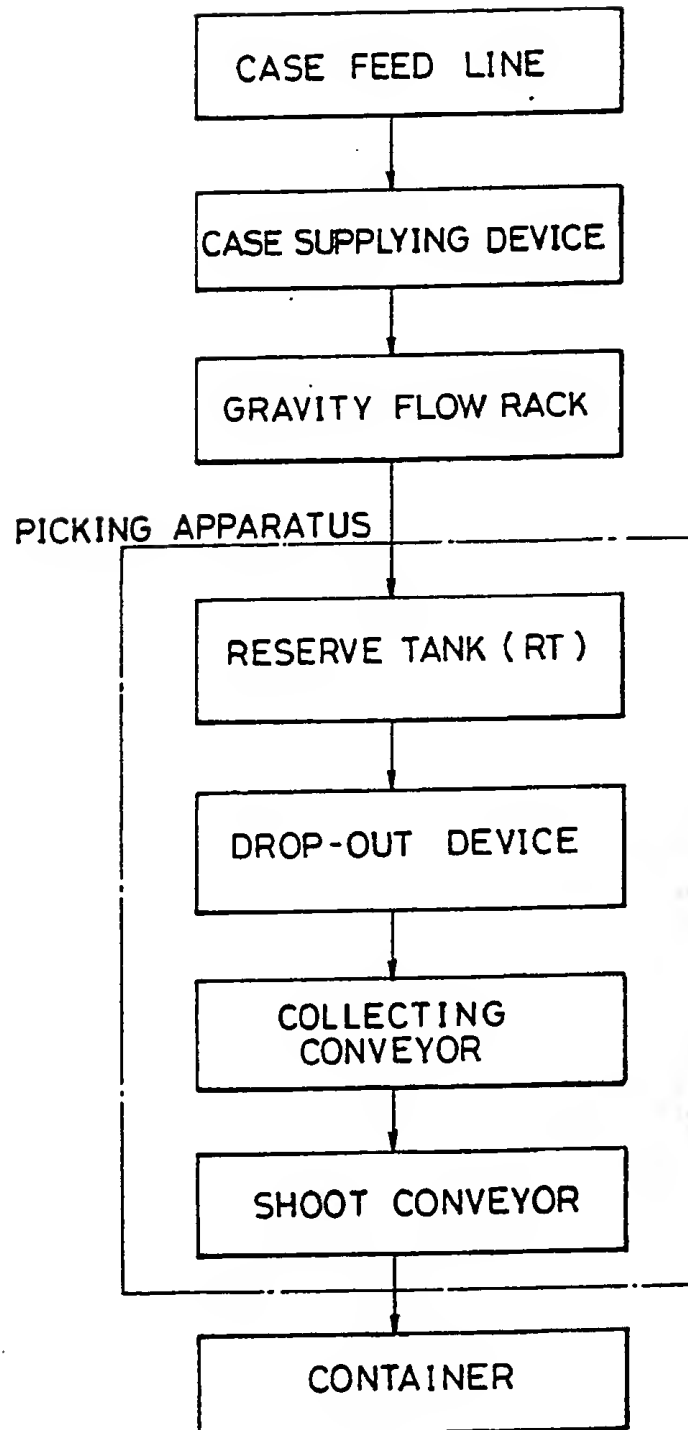 CASE FEED LINE
CASE SUPPLYING DEVICE
GRAVITY FLOW RACK
PICKING APPARATUS
RESERVE TANK (RT)
DROP-OUT DEVICE
COLLECTING
CONVEYOR
SHOOT CONVEYOR
CONTAINER